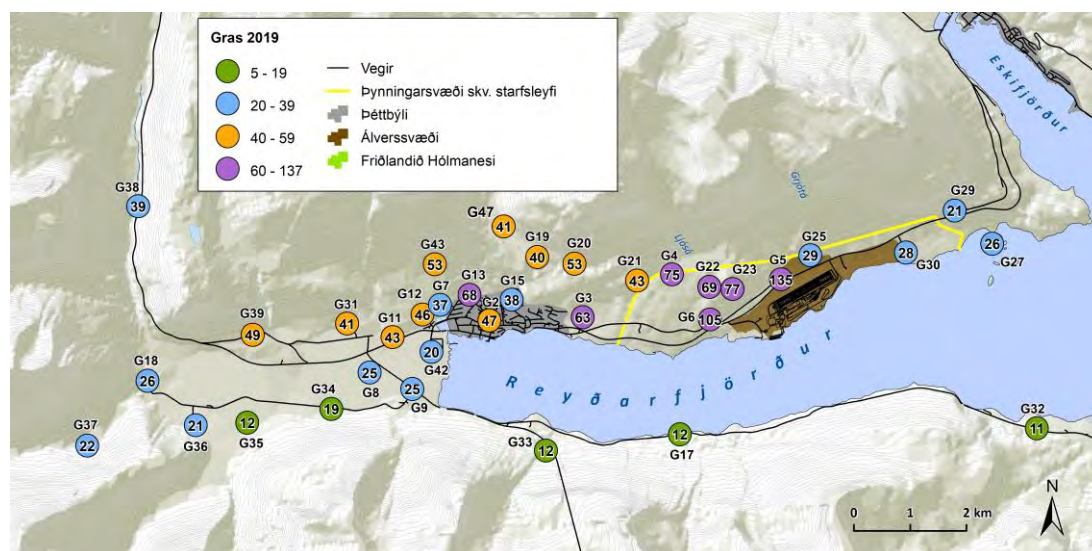 Gras 2019
5 - 19
20 - 39
40 - 59
60 - 137
Vegir
Þynningarsvæði skv. starfsleyfi
Þéttbýli
Álverssvæði
Friðlandið Hólmanesi
Eskifjörður
Grjótá
Ljósá
Reyðarfjörður
G38
39
G47
41
G19
40
G20
53
G43
53
G29
21
G27
26
G25
29
G30
28
G21
43
G4
75
G22
69
G23
77
G5
135
G6
105
G3
63
G15
38
G13
68
G7
37
G2
47
G12
46
G11
43
G31
41
G39
49
G42
20
G8
25
G9
25
G18
26
G34
19
G35
12
G36
21
G37
22
G33
12
G17
12
G32
11
N
0 1 2 km